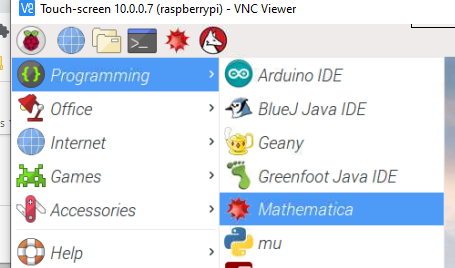 Touch-screen 10.0.0.7 (raspberrypi) - VNC Viewer
Programming
Office
Internet
Games
Accessories
Help
Arduino IDE
BlueJ Java IDE
Geany
Greenfoot Java IDE
Mathematica
mu